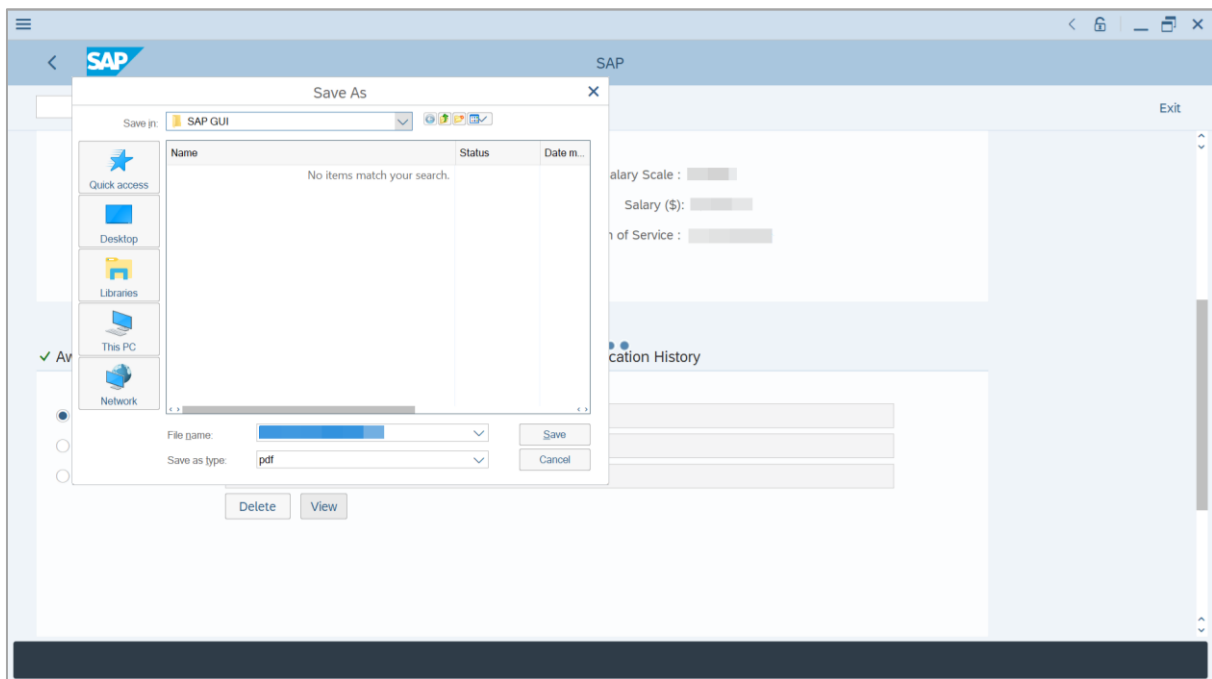 SAP
SAP
Save As
Exit
Save in:
SAP GUI
Name
Status
Date m...
Quick access
No items match your search.
alary Scale :
Salary ($):
Desktop
n of Service :
Libraries
This PC
Aw
cation History
Network
File name:
Save
Save as type:
pdf
Cancel
Delete
View